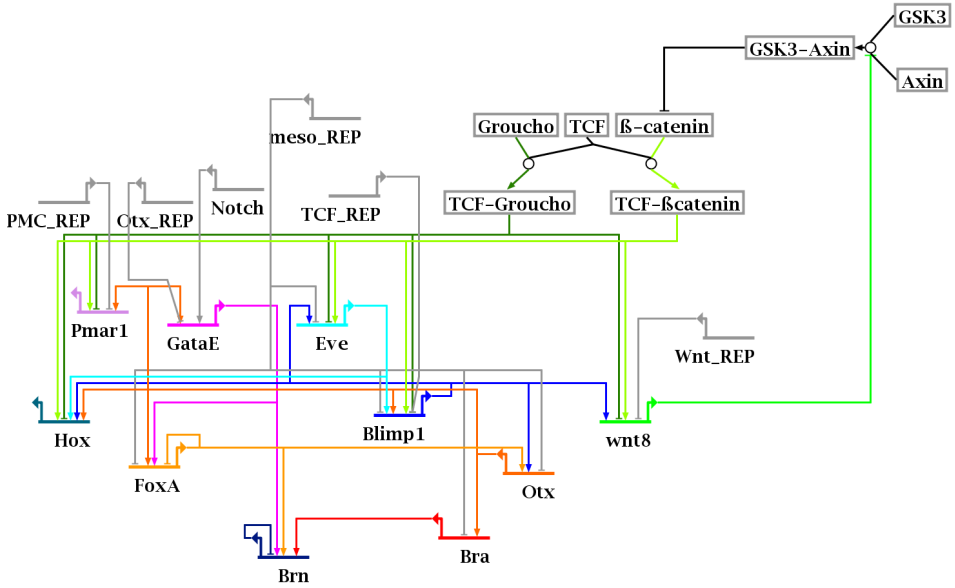 GSK3
GSK3-Axin
Axin
Groucho
TCF
ß-catenin
meso_REP
TCF-Groucho
TCF-ßcatenin
PMC_REP
Otx_REP
Notch
TCF_REP
Pmar1
GataE
Eve
Wnt_REP
Hox
Blimp1
wnt8
FoxA
Otx
Brn
Bra